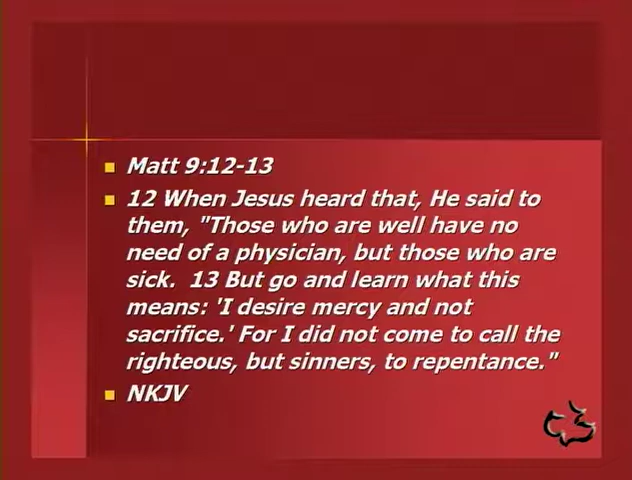 Matt 9:12-13
12 When Jesus heard that, He said to
them, "Those who are well have no
need of a physician, but those who are
sick.  13 But go and learn what this
means: 'I desire mercy and not
sacrifice.' For I did not come to call the
righteous, but sinners, to repentance."
NKJV